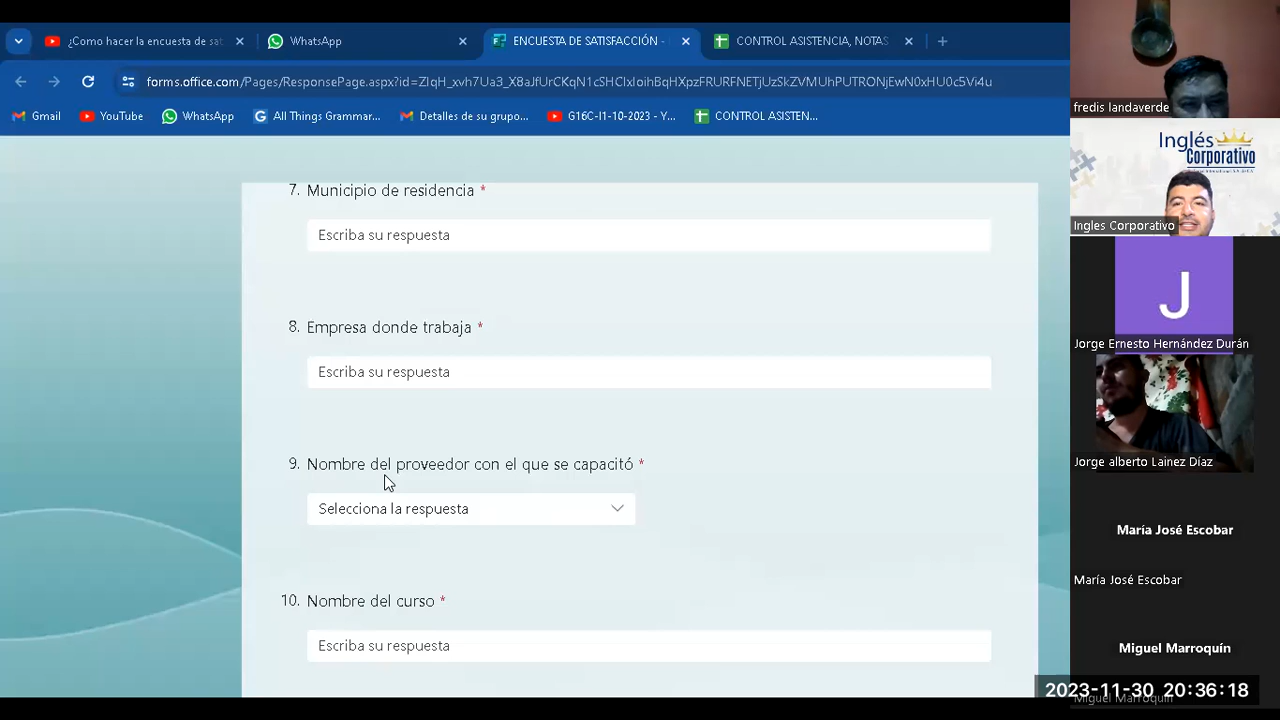 ¿Como hacer la encuesta de sat
WhatsApp
ENCUESTA DE SATISFACCIÓN -
CONTROL ASISTENCIA, NOTAS
forms.office.com/Pages/ResponsePage.aspx?id=
Gmail
YouTube
WhatsApp
All Things Grammar...
Detalles de su grupo...
G16C-I1-10-2023 - Y...
CONTROL ASISTEN...
7. Municipio de residencia *
Escriba su respuesta
8. Empresa donde trabaja *
Escriba su respuesta
9. Nombre del proveedor con el que se capacitó *
Selecciona la respuesta
10. Nombre del curso *
Escriba su respuesta
fredis landaverde
Inglés
Corporativo
Ingles Corporativo
J
Jorge Ernesto Hernández Durán
Jorge alberto Lainez Díaz
María José Escobar
María José Escobar
Miguel Marroquín
2023-11-30 20:36:18
Miguel Marroquín